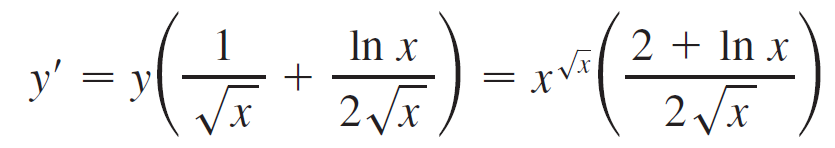 y′ = y(1/√x + ln x/2√x) = x^√x(2 + ln x/2√x)